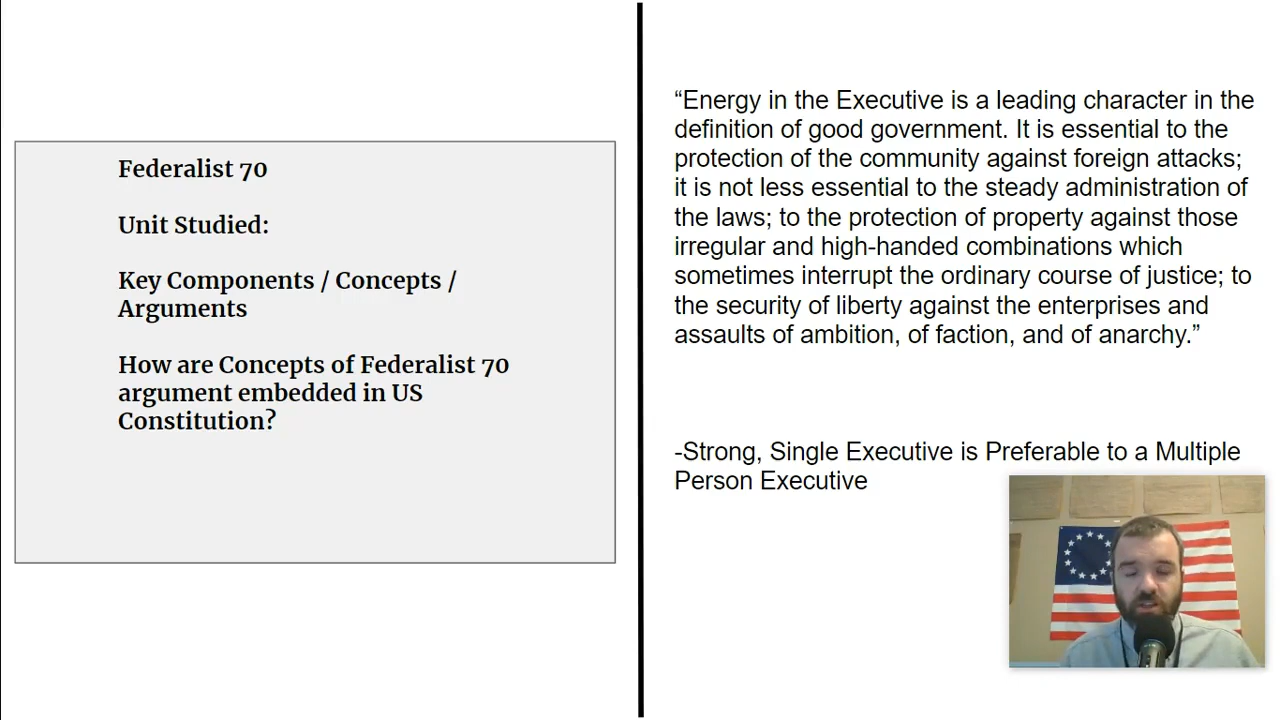 Federalist 70
Unit Studied:
Key Components / Concepts /
Arguments
How are Concepts of Federalist 70
argument embedded in US
Constitution?
“Energy in the Executive is a leading character in the
definition of good government. It is essential to the
protection of the community against foreign attacks;
it is not less essential to the steady administration of
the laws; to the protection of property against those
irregular and high-handed combinations which
sometimes interrupt the ordinary course of justice; to
the security of liberty against the enterprises and
assaults of ambition, of faction, and of anarchy.”
-Strong, Single Executive is Preferable to a Multiple
Person Executive